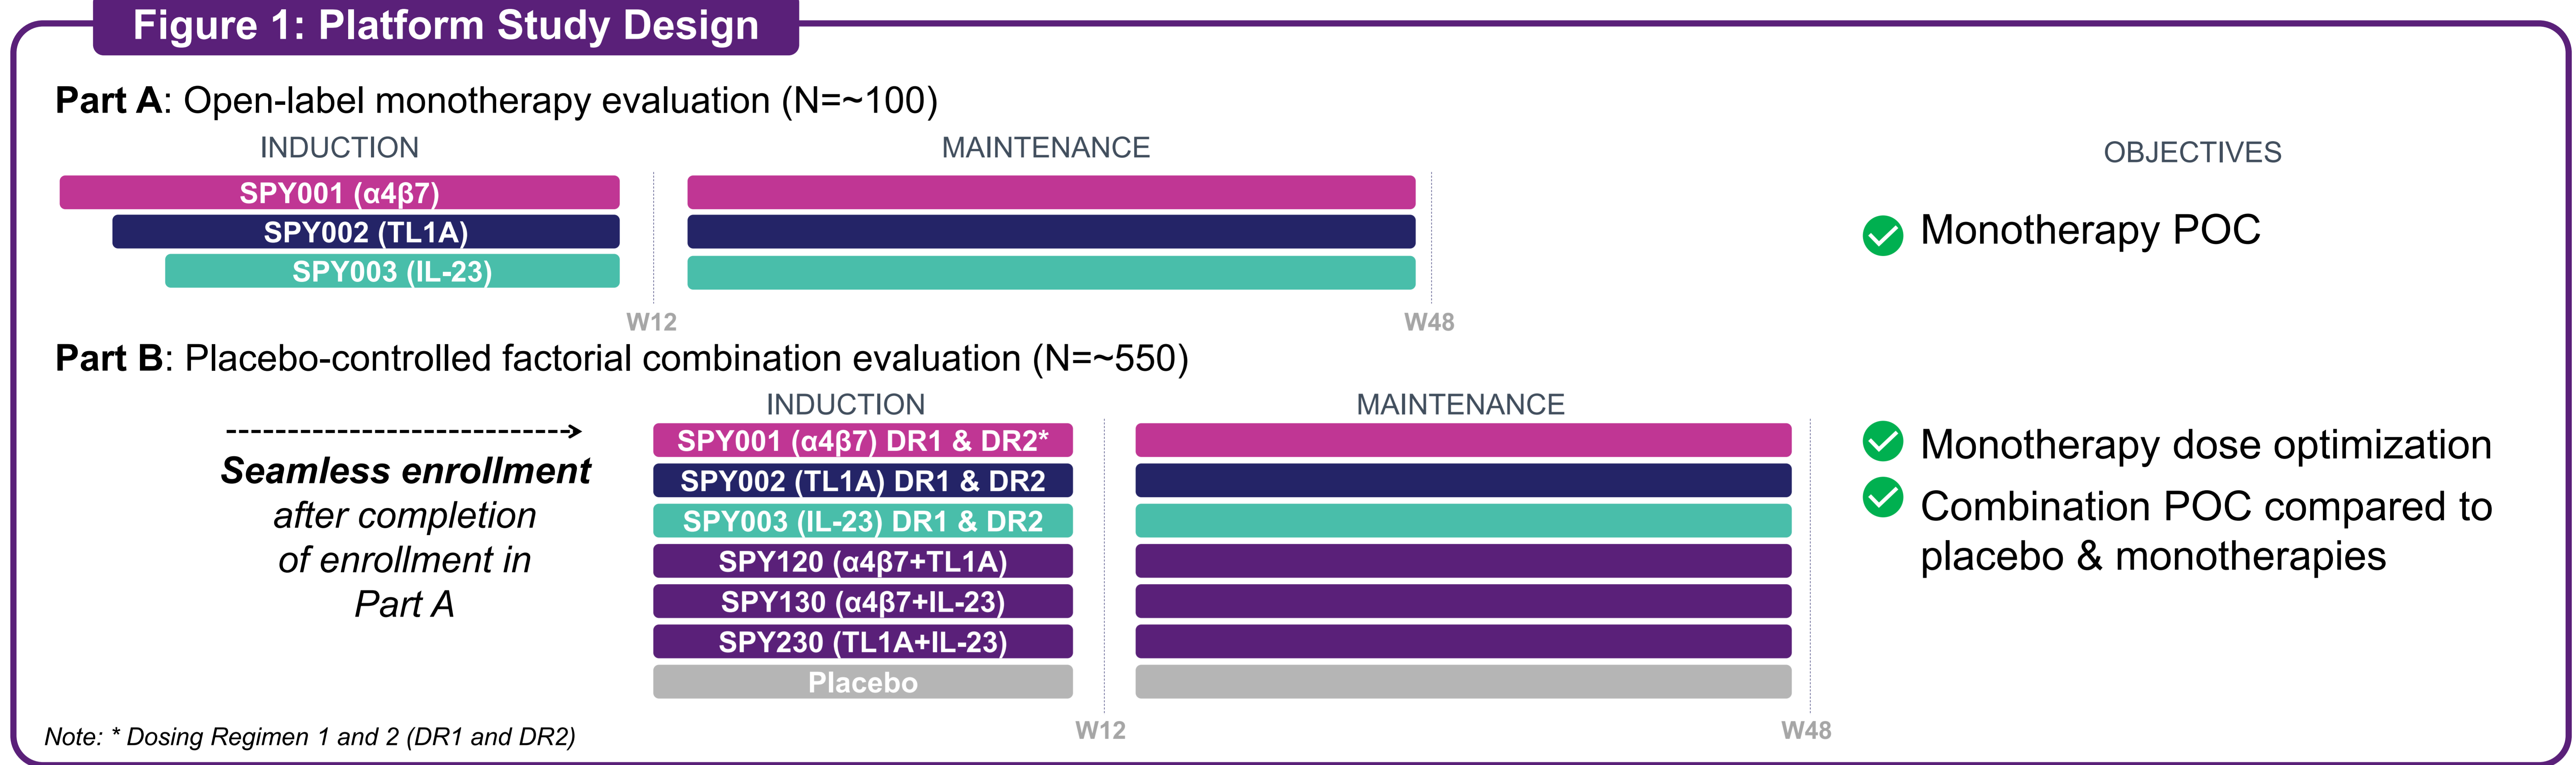 Figure 1: Platform Study Design
Part A: Open-label monotherapy evaluation (N=~100)
INDUCTION
MAINTENANCE
OBJECTIVES
SPY001 (α4β7)
SPY002 (TL1A)
SPY003 (IL-23)
Monotherapy POC
W12
W48
Part B: Placebo-controlled factorial combination evaluation (N=~550)
INDUCTION
MAINTENANCE
Seamless enrollment
after completion
of enrollment in
Part A
SPY001 (α4β7) DR1 & DR2*
SPY002 (TL1A) DR1 & DR2
SPY003 (IL-23) DR1 & DR2
SPY120 (α4β7+TL1A)
SPY130 (α4β7+IL-23)
SPY230 (TL1A+IL-23)
Placebo
Monotherapy dose optimization
Combination POC compared to
placebo & monotherapies
W12
W48
Note: * Dosing Regimen 1 and 2 (DR1 and DR2)